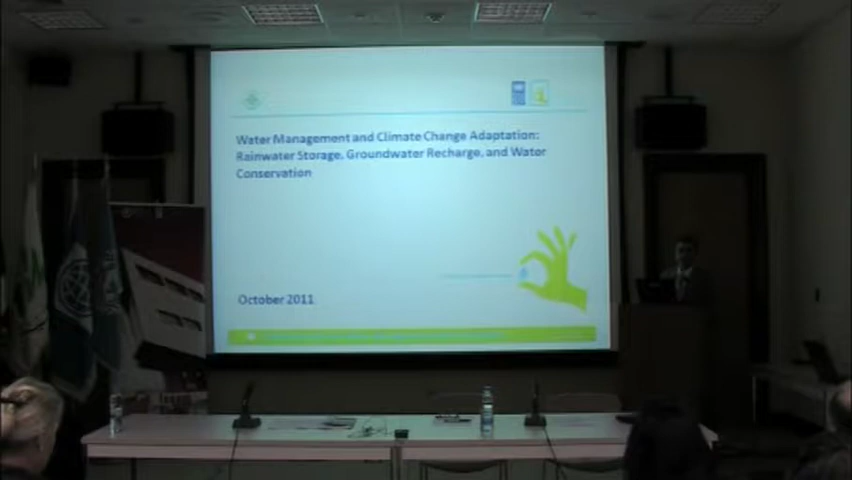 Water Management and Climate Change Adaptation:
Rainwater Storage, Groundwater Recharge, and Water
Conservation
October 2011